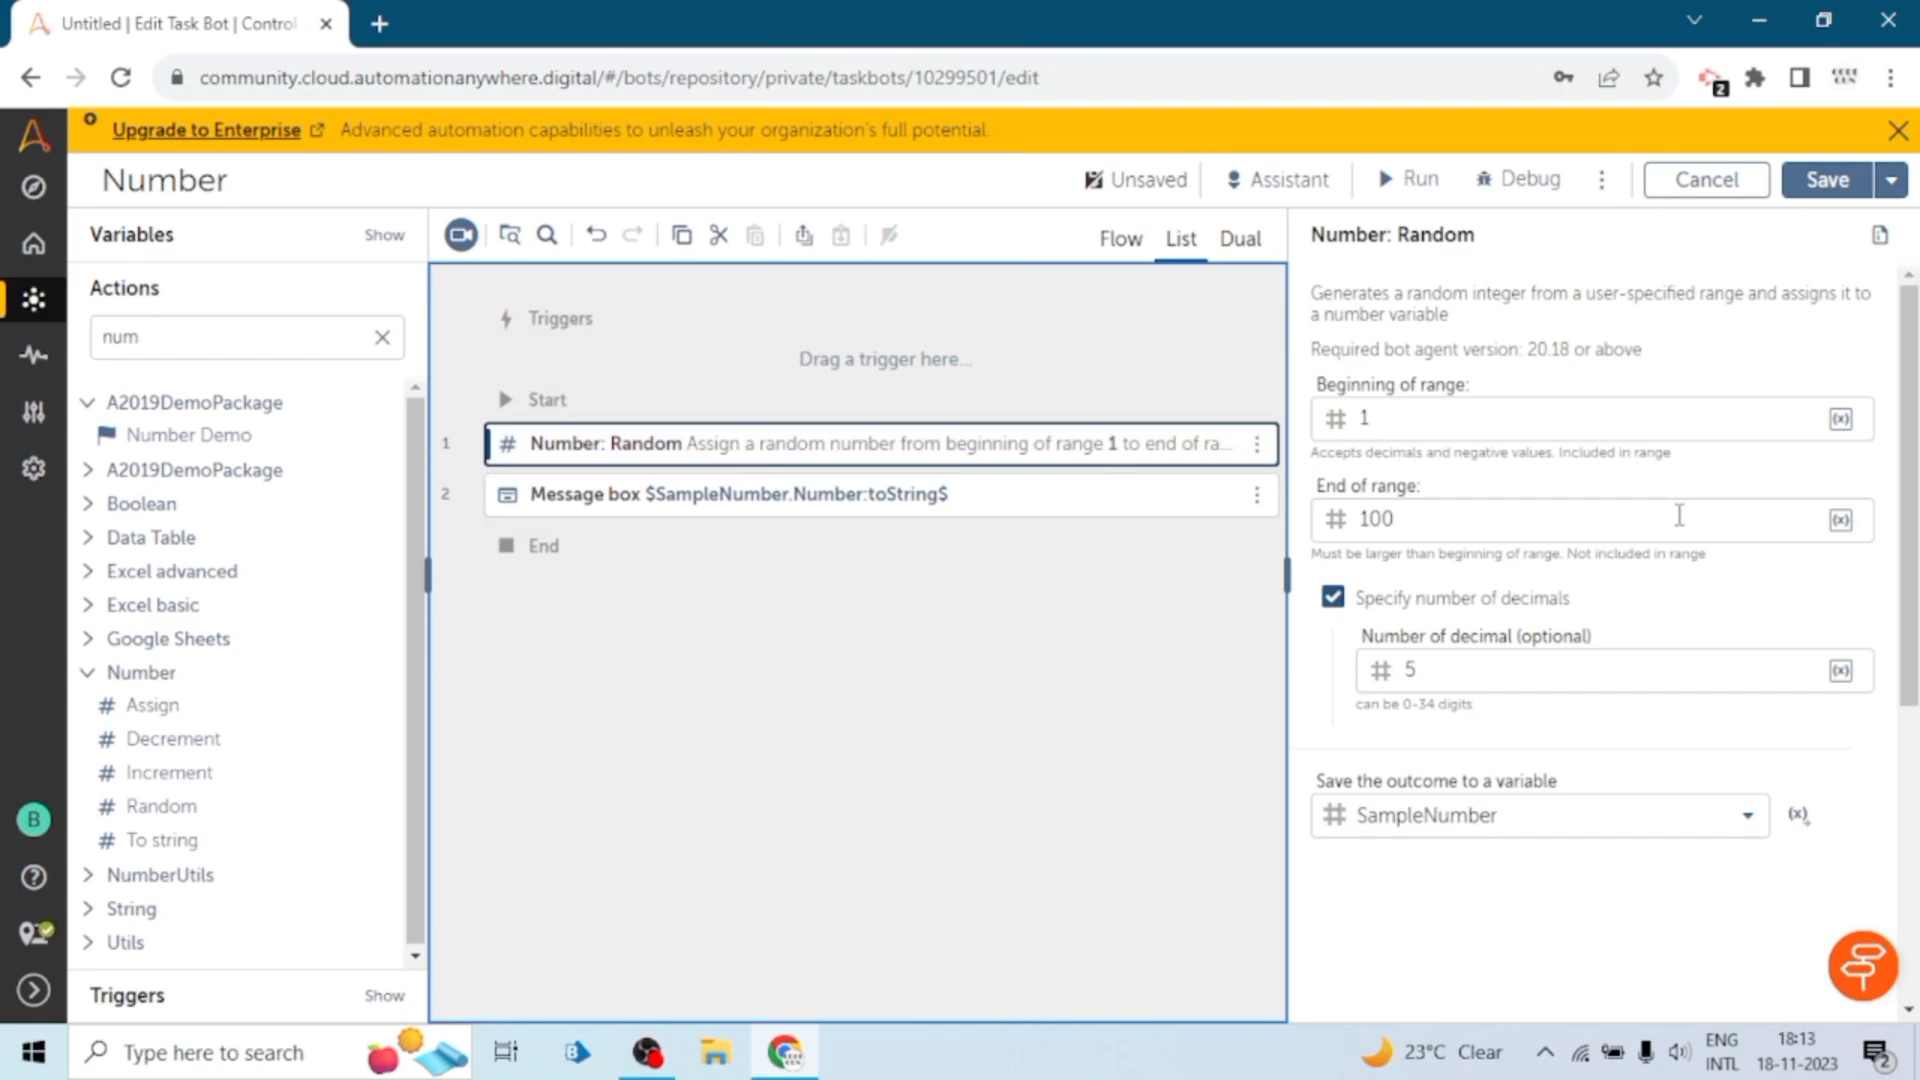 Untitled | Edit Task Bot | Control
community.cloud.automationanywhere.digital/#/bots/repository/private/taskbots/10299501/edit
2
CODE GUN
Upgrade to Enterprise Advanced automation capabilities to unleash your organization's full potential.
Number
Unsaved
Assistant
Run
Debug
Cancel
Save
Variables
Show
Flow
List
Dual
Number: Random
Actions
num
Generates a random integer from a user-specified range and assigns it to
a number variable
Required bot agent version: 20.18 or above
Triggers
Drag a trigger here...
Start
1
# Number: Random Assign a random number from beginning of range 1 to end of ra...
2
Message box $SampleNumber.Number:toString$
End
A2019DemoPackage
Number Demo
A2019DemoPackage
Boolean
Data Table
Excel advanced
Excel basic
Google Sheets
Number
# Assign
# Decrement
# Increment
# Random
# To string
NumberUtils
String
Utils
Triggers
Show
Beginning of range:
# 1 (x)
Accepts decimals and negative values. Included in range
End of range:
# 100 (x)
Must be larger than beginning of range. Not included in range
Specify number of decimals
Number of decimal (optional)
# 5 (x)
can be 0-34 digits
Save the outcome to a variable
# SampleNumber (x)+
B
Type here to search
CODE GUN
23°C Clear
ENG
INTL
18:13
18-11-2023
2